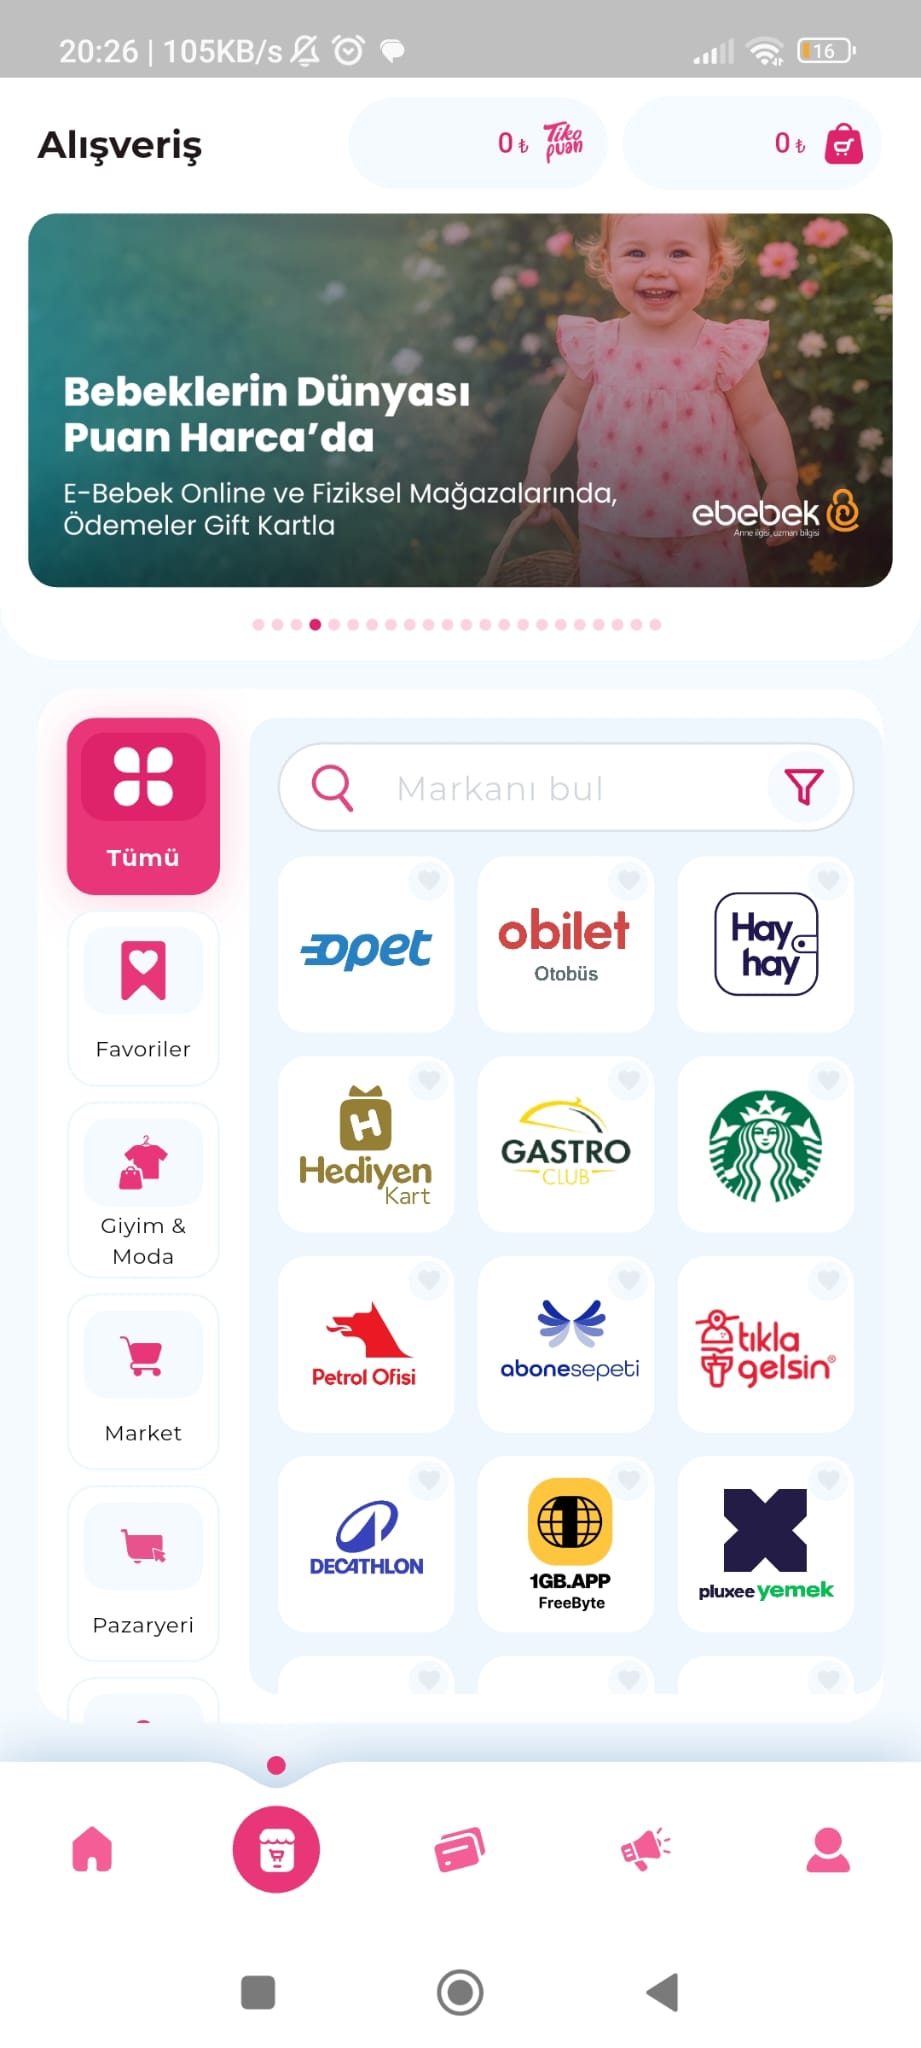 20:26 | 105KB/s
16
Alışveriş
0 ₺
Tiko
puan
0 ₺
Bebeklerin Dünyası
Puan Harca’da
E-Bebek Online ve Fiziksel Mağazalarında,
Ödemeler Gift Kartla
ebebek
Anne ilgisi, uzman bilgisi
Tümü
Markanı bul
opet
obilet
Otobüs
Hay
hay
Favoriler
Hediyen
Kart
GASTRO
CLUB
Giyim &
Moda
Petrol Ofisi
abonesepeti
tıkla
gelsin®
Market
DECATHLON
1GB.APP
FreeByte
pluxee yemek
Pazaryeri